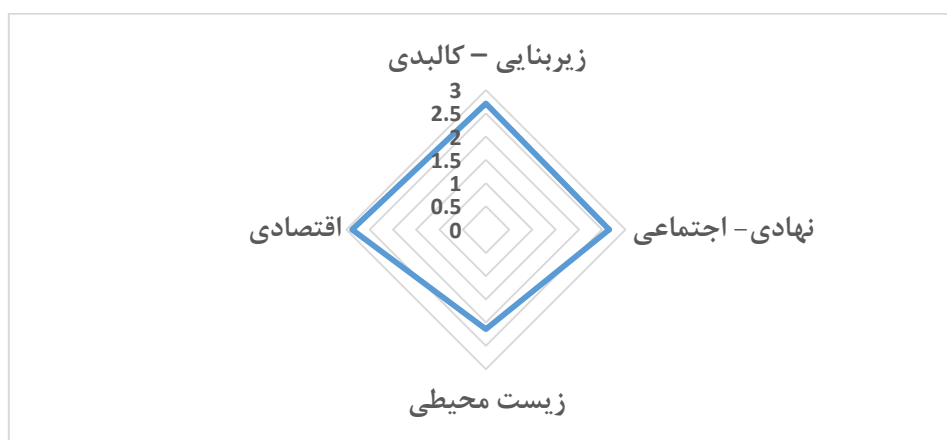 زیربنایی – کالبدی
3
2.5
2
1.5
1
0.5
0
نهادی- اجتماعی
اقتصادی
زیست محیطی